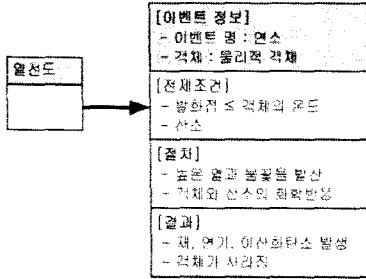 열전도
[이벤트 정보]
- 이벤트 명 : 연소
- 객체 : 물리적 객체
[전제조건]
- 발화점 ≤ 객체의 온도
- 산소
[절차]
- 높은 열과 불꽃을 발산
- 객체와 산소의 화학반응
[결과]
- 재, 연기, 이산화탄소 발생
- 객체가 사라짐